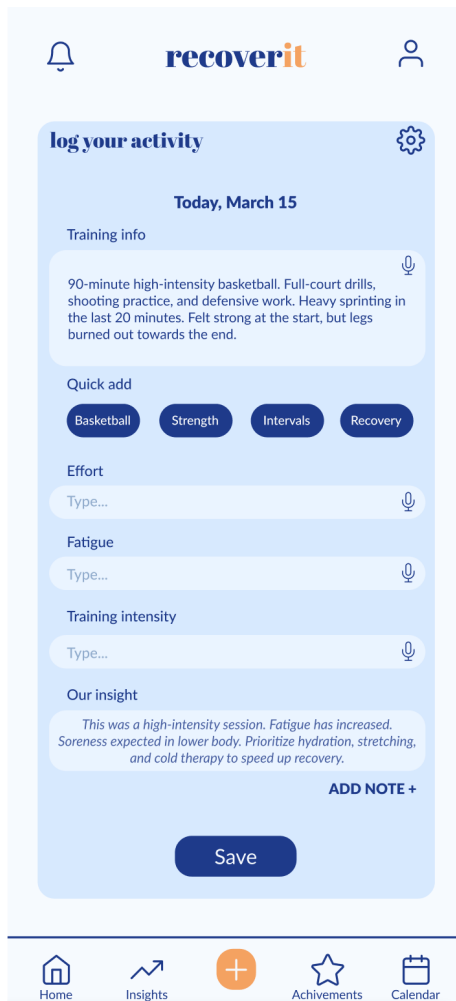 recoverit
log your activity
Today, March 15
Training info
90-minute high-intensity basketball. Full-court drills,
shooting practice, and defensive work. Heavy sprinting in
the last 20 minutes. Felt strong at the start, but legs
burned out towards the end.
Quick add
Basketball Strength Intervals Recovery
Effort
Type...
Fatigue
Type...
Training intensity
Type...
Our insight
This was a high-intensity session. Fatigue has increased.
Soreness expected in lower body. Prioritize hydration, stretching,
and cold therapy to speed up recovery.
ADD NOTE +
Save
Home Insights Achivements Calendar